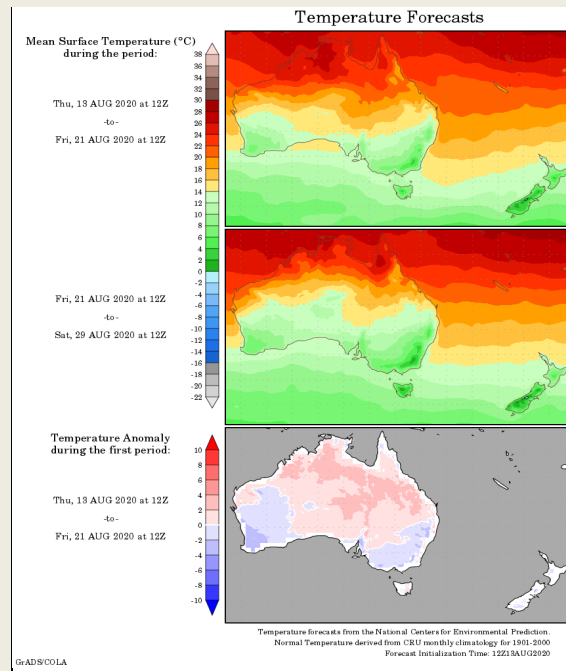 Temperature Forecasts
Mean Surface Temperature (°C)
during the period:
Thu, 13 AUG 2020 at 12Z
-to-
Fri, 21 AUG 2020 at 12Z
38
36
34
32
30
28
26
24
22
20
18
16
14
12
10
8
6
4
2
0
-2
-4
-6
-8
-10
-12
-14
-16
-18
-20
-22
Fri, 21 AUG 2020 at 12Z
-to-
Sat, 29 AUG 2020 at 12Z
Temperature Anomaly
during the first period:
Thu, 13 AUG 2020 at 12Z
-to-
Fri, 21 AUG 2020 at 12Z
10
8
6
4
2
0
-2
-4
-6
-8
-10
Temperature forecasts from the National Centers for Environmental Prediction.
Normal Temperature derived from CRU monthly climatology for 1901-2000
Forecast Initialization Time: 12Z13AUG2020
GrADS/COLA